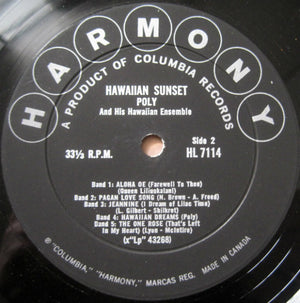 HARMONY
A PRODUCT OF COLUMBIA RECORDS
HAWAIIAN SUNSET
POLY
And His Hawaiian Ensemble
Side 2
33⅓ R.P.M.
HL 7114
Band 1: ALOHA OE (Farewell To Thee)
(Queen Liliuokalani)
Band 2: PAGAN LOVE SONG (H. Brown - A. Freed)
Band 3: JEANNINE (I Dream of Lilac Time)
(L. Gilbert - Shilkret)
Band 4: HAWAIIAN DREAMS (Poly)
Band 5: THE ONE ROSE (That's Left
In My Heart) (Lyon - McIntire)
(x"Lp" 43268)
® "COLUMBIA," "HARMONY," MARCAS REG. MADE IN CANADA.